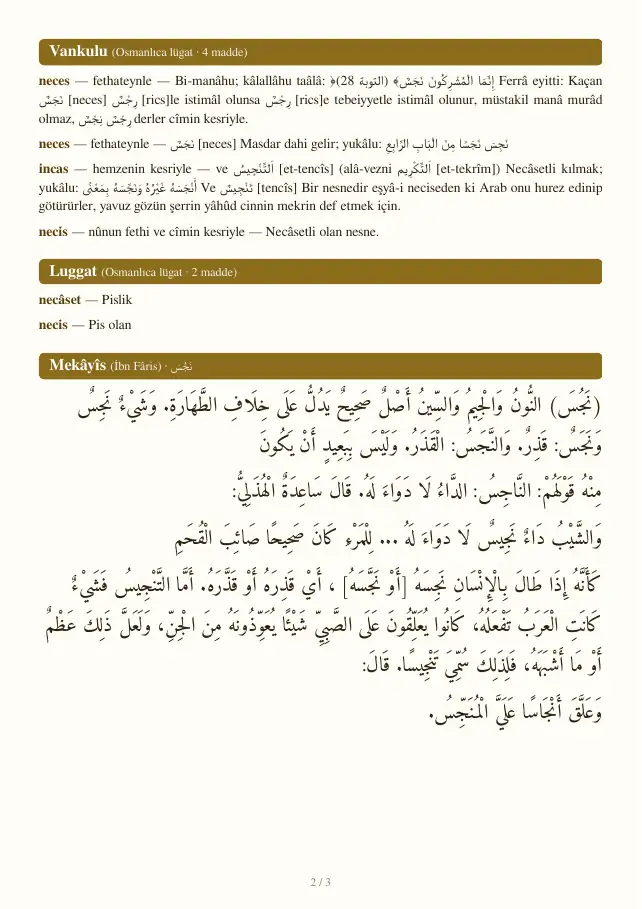 Vankulu (Osmanlıca lügat · 4 madde)
neces — fethateynle — Bi-manâhu; kâlallâhu taâlâ: ﴿إِنَّمَا الْمُشْرِكُونَ نَجَسٌ﴾ (التوبة 28) Ferrâ eyitti: Kaçan
نَجَسٌ [neces] رِجْسٌ [rics]le istimâl olunsa رِجْسٌ [rics]e tebeiyyetle istimâl olunur, müstakil manâ murâd
olmaz, رِجْسٌ نِجْسٌ derler cîmin kesriyle.
neces — fethateynle — نَجَسٌ [neces] Masdar dahi gelir; yukâlu: نَجِسَ نَجَسًا مِنَ الْبَابِ الرَّابِعِ
incas — hemzenin kesriyle — ve اَلتَّنْجِيسُ [et-tencîs] (alâ-vezni اَلتَّكْرِيم [et-tekrîm]) Necâsetli kılmak;
yukâlu: أَنْجَسَهُ غَيْرُهُ وَنَجَّسَهُ بِمَعْنًى Ve تَنْجِيسٌ [tencîs] Bir nesnedir eşyâ-i neciseden ki Arab onu hurez edinip
götürürler, yavuz gözün şerrin yâhûd cinnin mekrin def etmek için.
necis — nûnun fethi ve cîmin kesriyle — Necâsetli olan nesne.
Luggat (Osmanlıca lügat · 2 madde)
necâset — Pislik
necis — Pis olan
Mekâyîs (İbn Fâris) · نَجُسَ
(نَجُسَ) النُّونُ وَالْجِيمُ وَالسِّينُ أَصْلٌ صَحِيحٌ يَدُلُّ عَلَى خِلَافِ الطَّهَارَةِ. وَشَيْءٌ نَجِسٌ
وَنَجَسٌ: قَذِرٌ. وَالنَّجَسُ: الْقَذَرُ. وَلَيْسَ بِبَعِيدٍ أَنْ يَكُونَ
مِنْهُ قَوْلُهُمْ: النَّاجِسُ: الدَّاءُ لَا دَوَاءَ لَهُ. قَالَ سَاعِدَةُ الْهُذَلِيُّ:
وَالشَّيْبُ دَاءٌ نَجِيسٌ لَا دَوَاءَ لَهُ ... لِلْمَرْءِ كَانَ صَحِيحًا صَائِبَ الْقُحَمِ
كَأَنَّهُ إِذَا طَالَ بِالْإِنْسَانِ نَجِسَهُ [أَوْ نَجَّسَهُ] ، أَيْ قَذِرَهُ أَوْ قَذَّرَهُ. أَمَّا التَّنْجِيسُ فَشَيْءٌ
كَانَتِ الْعَرَبُ تَفْعَلُهُ، كَانُوا يُعَلِّقُونَ عَلَى الصَّبِيِّ شَيْئًا يُعَوِّذُونَهُ مِنَ الْجِنِّ، وَلَعَلَّ ذَلِكَ عَظْمٌ
أَوْ مَا أَشْبَهَهُ، فَلِذَلِكَ سُمِّيَ تَنْجِيسًا. قَالَ:
وَعَلَّقَ أَنْجَاسًا عَلَيَّ الْمُنَجِّسُ.
2 / 3